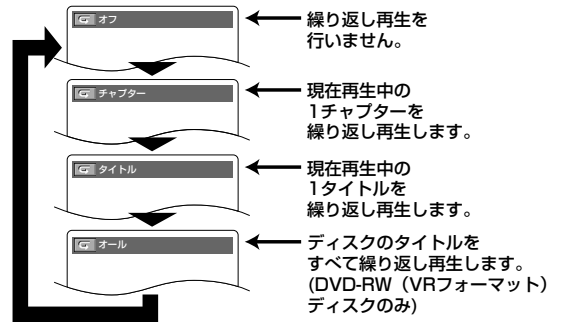 オフ
繰り返し再生を
行いません。
チャプター
現在再生中の
1チャプターを
繰り返し再生します。
タイトル
現在再生中の
1タイトルを
繰り返し再生します。
オール
ディスクのタイトルを
すべて繰り返し再生します。
(DVD-RW（VRフォーマット）
ディスクのみ)